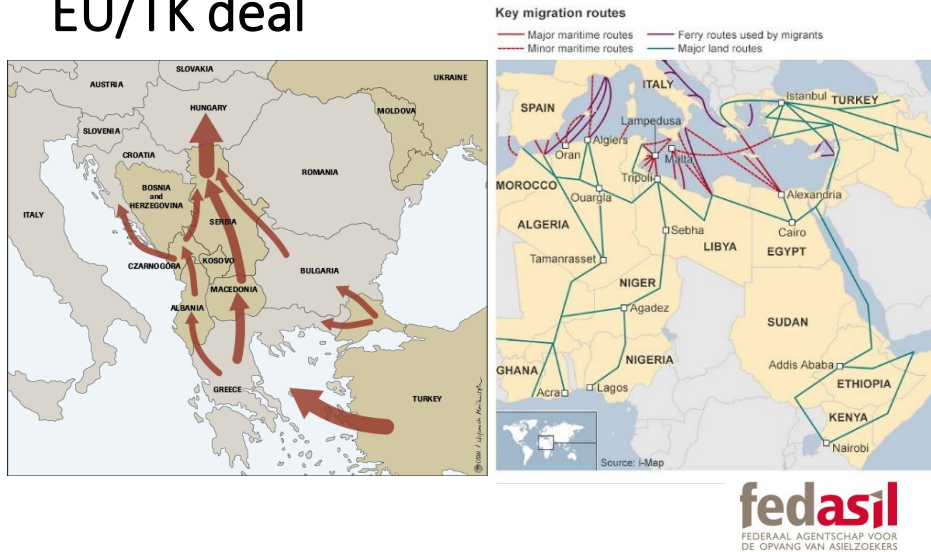 EU/TK deal
SLOVAKIA
UKRAINE
AUSTRIA
MOLDOVA
HUNGARY
SLOVENIA
CROATIA
ROMANIA
BOSNIA
and
HERZEGOVINA
ITALY
SERBIA
CZARNOGÓRA
KOSOVO
BULGARIA
MACEDONIA
ALBANIA
GREECE
TURKEY
Key migration routes
Major maritime routes
Ferry routes used by migrants
Minor maritime routes
Major land routes
ITALY
SPAIN
Istanbul
TURKEY
Lampedusa
Algiers
Oran
Malta
Tripoli
MOROCCO
Ouargla
Alexandria
ALGERIA
Sebha
Cairo
LIBYA
EGYPT
Tamanrasset
NIGER
Agadez
SUDAN
GHANA
NIGERIA
Addis Ababa
Acra
Lagos
ETHIOPIA
KENYA
Nairobi
Source: i-Map
fedasil
FEDERAAL AGENTSCHAP VOOR
DE OPVANG VAN ASIELZOEKERS